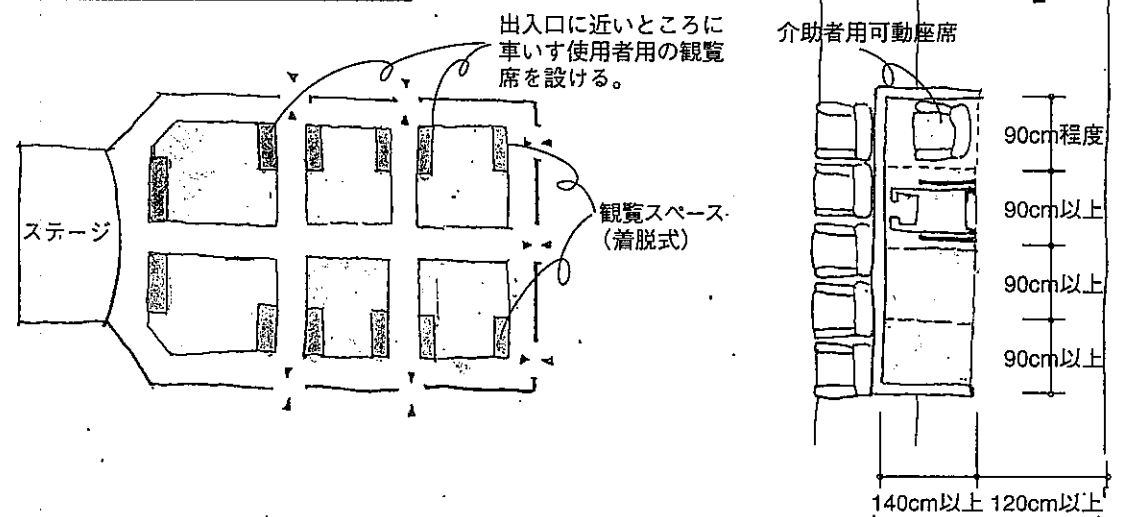 出入口に近いところに
車いす使用者用の観覧
席を設ける。
ステージ
観覧スペース
（着脱式）
介助者用可動座席
90cm程度
90cm以上
90cm以上
90cm以上
140cm以上 120cm以上